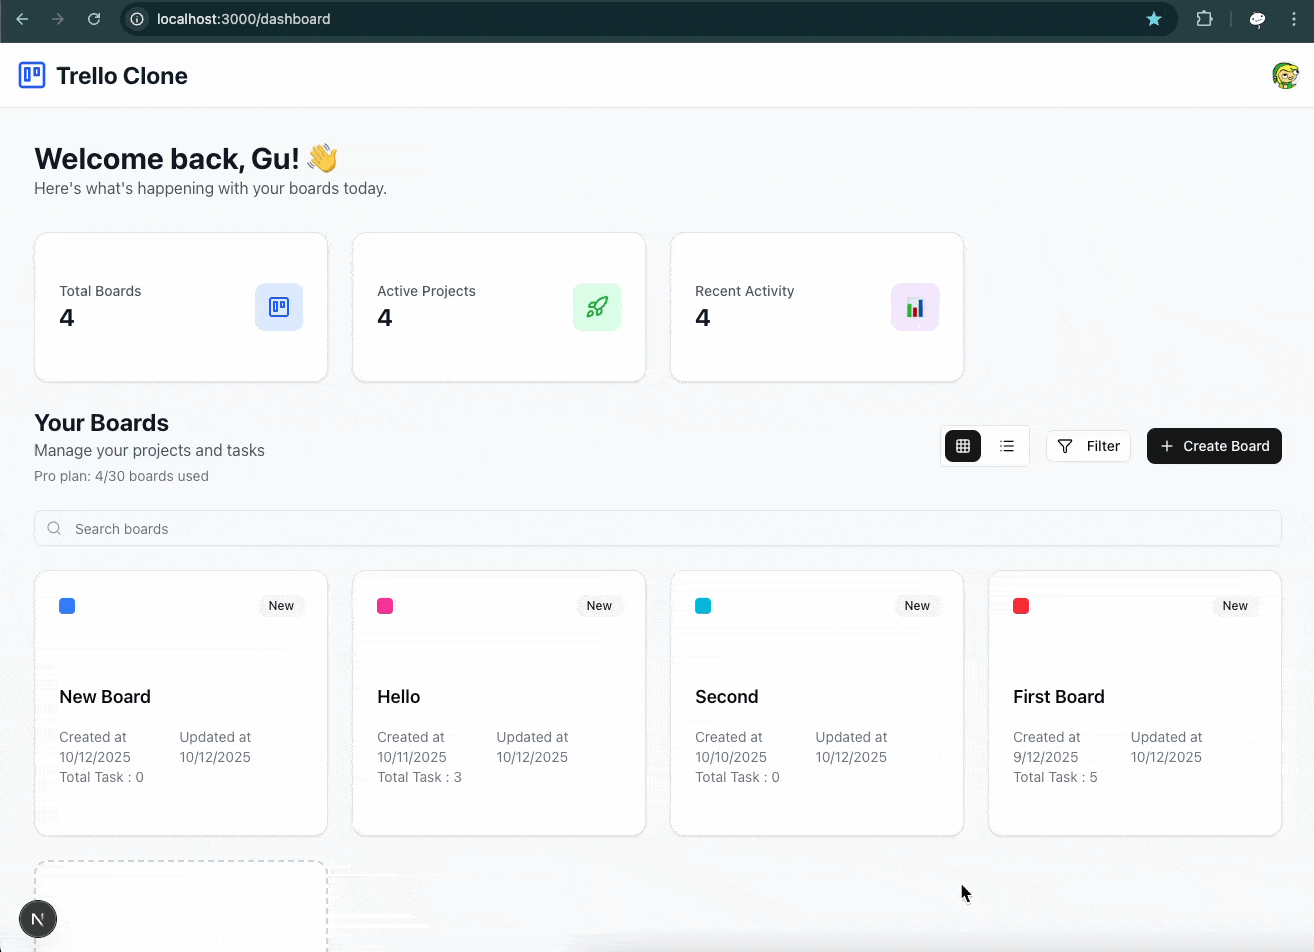 localhost:3000/dashboard
Trello Clone
Welcome back, Gu! 👋
Here's what's happening with your boards today.
Total Boards
4
Active Projects
4
Recent Activity
4
Your Boards
Manage your projects and tasks
Pro plan: 4/30 boards used
Filter
+ Create Board
Search boards
New
New Board
Created at
10/12/2025
Updated at
10/12/2025
Total Task : 0
New
Hello
Created at
10/11/2025
Updated at
10/12/2025
Total Task : 3
New
Second
Created at
10/10/2025
Updated at
10/12/2025
Total Task : 0
New
First Board
Created at
9/12/2025
Updated at
10/12/2025
Total Task : 5
N